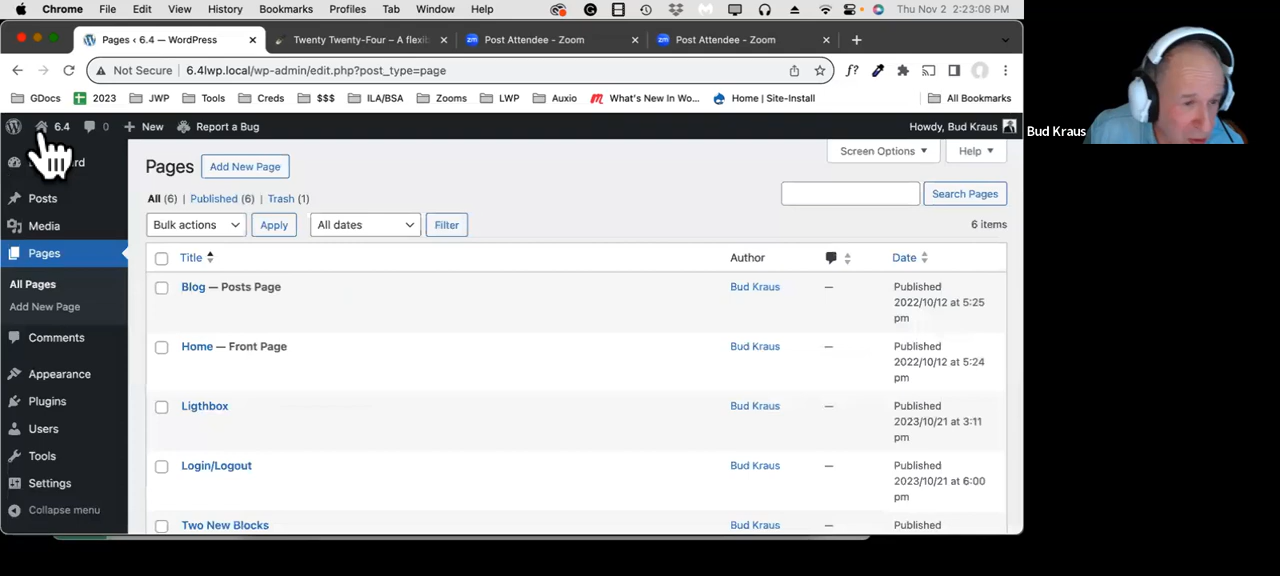 Chrome File Edit View History Bookmarks Profiles Tab Window Help Thu Nov 2 2:23:08 PM
Pages ‹ 6.4 — WordPress Twenty Twenty-Four – A flexib Post Attendee - Zoom Post Attendee - Zoom
Not Secure 6.4lwp.local/wp-admin/edit.php?post_type=page
GDocs 2023 JWP Tools Creds $$$ ILA/BSA Zooms LWP Auxio What's New In Wo... Home | Site-Install All Bookmarks
6.4 0 New Report a Bug Howdy, Bud Kraus
Bud Kraus
Screen Options Help
Pages Add New Page
Posts
All (6) | Published (6) | Trash (1)
Search Pages
Media
Bulk actions Apply All dates Filter 6 items
Pages
Title Author Date
All Pages
Add New Page
Comments
Appearance
Plugins
Users
Tools
Settings
Collapse menu
Blog — Posts Page Bud Kraus — Published
2022/10/12 at 5:25
pm
Home — Front Page Bud Kraus — Published
2022/10/12 at 5:24
pm
Ligthbox Bud Kraus — Published
2023/10/21 at 3:11
pm
Login/Logout Bud Kraus — Published
2023/10/21 at 6:00
pm
Two New Blocks Bud Kraus — Published